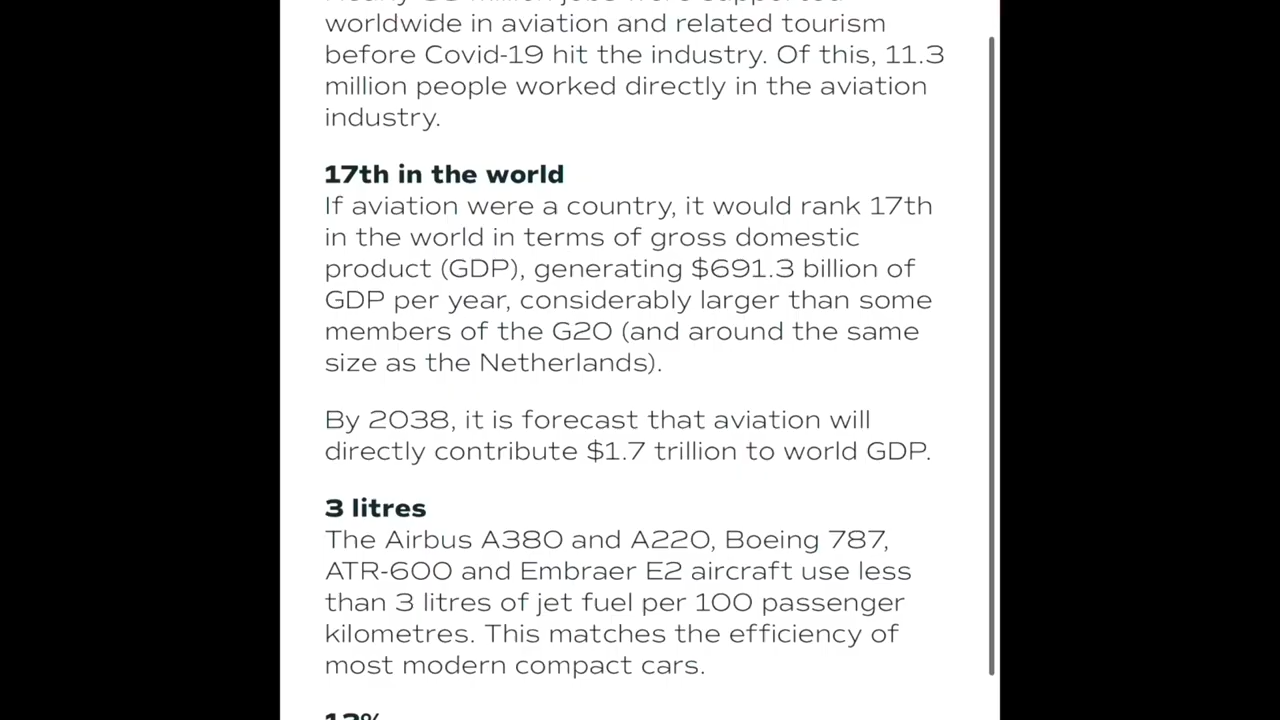 worldwide in aviation and related tourism
before Covid-19 hit the industry. Of this, 11.3
million people worked directly in the aviation
industry.
17th in the world
If aviation were a country, it would rank 17th
in the world in terms of gross domestic
product (GDP), generating $691.3 billion of
GDP per year, considerably larger than some
members of the G20 (and around the same
size as the Netherlands).
By 2038, it is forecast that aviation will
directly contribute $1.7 trillion to world GDP.
3 litres
The Airbus A380 and A220, Boeing 787,
ATR-600 and Embraer E2 aircraft use less
than 3 litres of jet fuel per 100 passenger
kilometres. This matches the efficiency of
most modern compact cars.